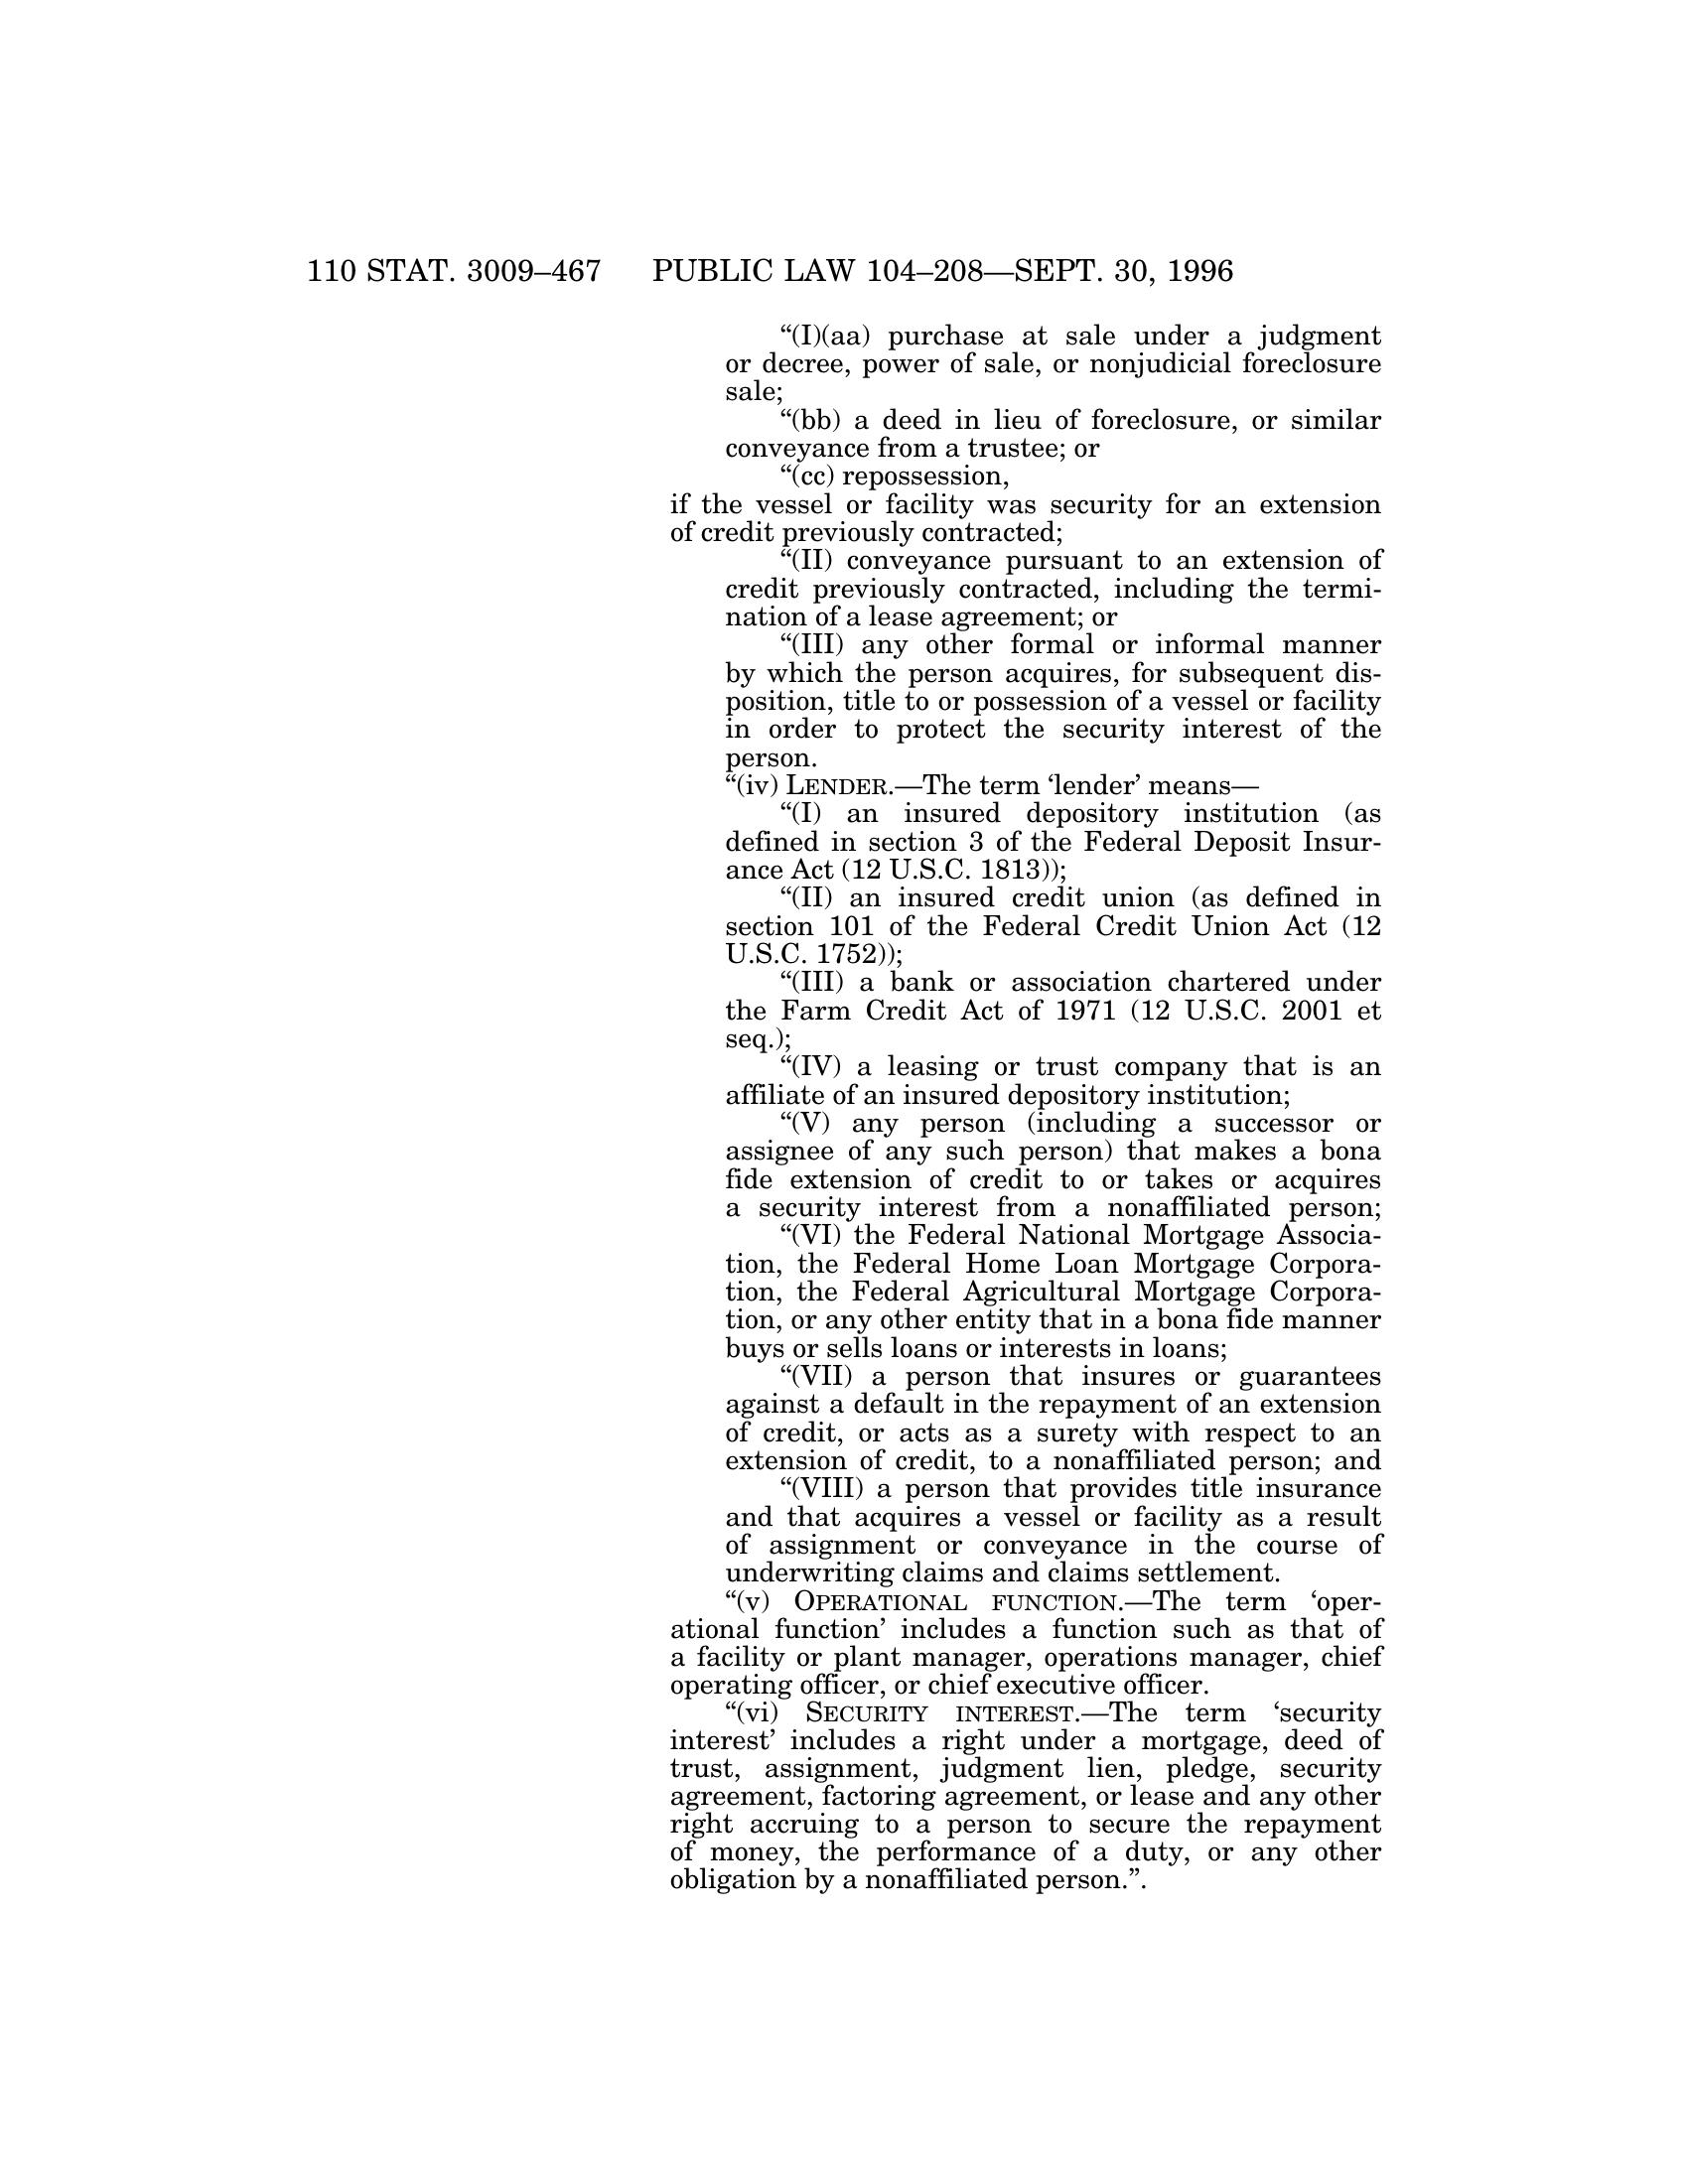 110 STAT. 3009–467 PUBLIC LAW 104–208—SEPT. 30, 1996
“(I)(aa) purchase at sale under a judgment
or decree, power of sale, or nonjudicial foreclosure
sale;
“(bb) a deed in lieu of foreclosure, or similar
conveyance from a trustee; or
“(cc) repossession,
if the vessel or facility was security for an extension
of credit previously contracted;
“(II) conveyance pursuant to an extension of
credit previously contracted, including the termi-
nation of a lease agreement; or
“(III) any other formal or informal manner
by which the person acquires, for subsequent dis-
position, title to or possession of a vessel or facility
in order to protect the security interest of the
person.
“(iv) LENDER.—The term ‘lender’ means—
“(I) an insured depository institution (as
defined in section 3 of the Federal Deposit Insur-
ance Act (12 U.S.C. 1813));
“(II) an insured credit union (as defined in
section 101 of the Federal Credit Union Act (12
U.S.C. 1752));
“(III) a bank or association chartered under
the Farm Credit Act of 1971 (12 U.S.C. 2001 et
seq.);
“(IV) a leasing or trust company that is an
affiliate of an insured depository institution;
“(V) any person (including a successor or
assignee of any such person) that makes a bona
fide extension of credit to or takes or acquires
a security interest from a nonaffiliated person;
“(VI) the Federal National Mortgage Associa-
tion, the Federal Home Loan Mortgage Corpora-
tion, the Federal Agricultural Mortgage Corpora-
tion, or any other entity that in a bona fide manner
buys or sells loans or interests in loans;
“(VII) a person that insures or guarantees
against a default in the repayment of an extension
of credit, or acts as a surety with respect to an
extension of credit, to a nonaffiliated person; and
“(VIII) a person that provides title insurance
and that acquires a vessel or facility as a result
of assignment or conveyance in the course of
underwriting claims and claims settlement.
“(v) OPERATIONAL FUNCTION.—The term ‘oper-
ational function’ includes a function such as that of
a facility or plant manager, operations manager, chief
operating officer, or chief executive officer.
“(vi) SECURITY INTEREST.—The term ‘security
interest’ includes a right under a mortgage, deed of
trust, assignment, judgment lien, pledge, security
agreement, factoring agreement, or lease and any other
right accruing to a person to secure the repayment
of money, the performance of a duty, or any other
obligation by a nonaffiliated person.”.